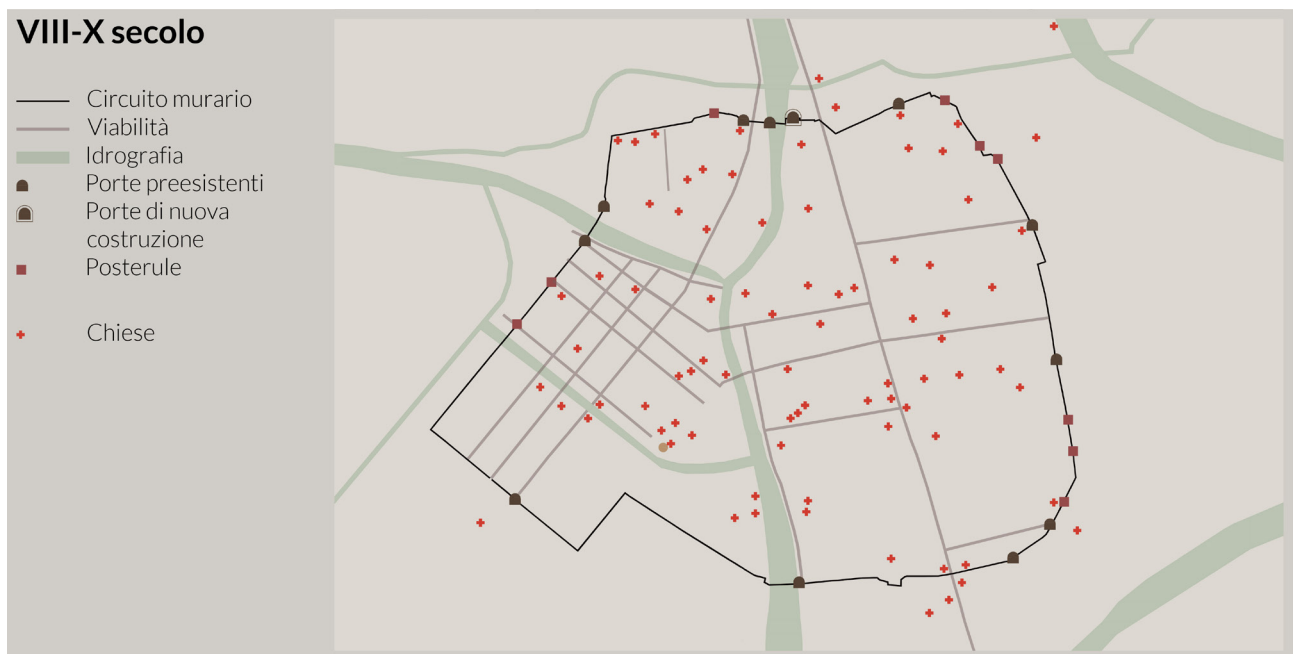 VIII-X secolo
Circuito murario
Viabilità
Idrografia
Porte preesistenti
Porte di nuova
costruzione
Posterule
Chiese